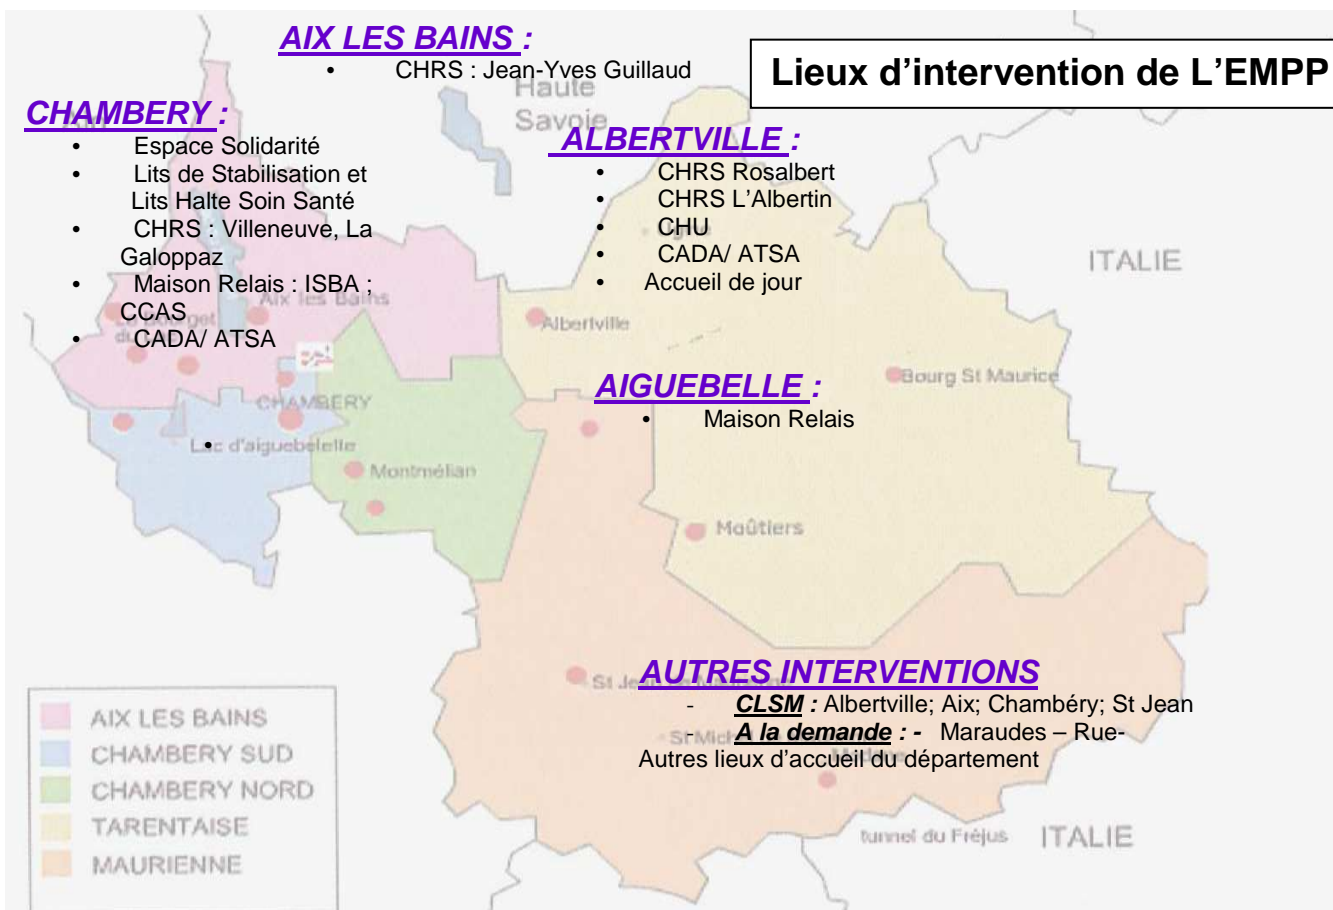 Lieux d'intervention de L'EMPP
AIX LES BAINS :
• CHRS : Jean-Yves Guillaud
CHAMBERY :
• Espace Solidarité
• Lits de Stabilisation et
Lits Halte Soin Santé
• CHRS : Villeneuve, La
Galoppaz
• Maison Relais : ISBA ;
CCAS
• CADA/ ATSA
ALBERTVILLE :
• CHRS Rosalbert
• CHRS L'Albertin
• CHU
• CADA/ ATSA
• Accueil de jour
AIGUEBELLE :
• Maison Relais
AUTRES INTERVENTIONS
- CLSM : Albertville; Aix; Chambéry; St Jean
- A la demande : - Maraudes – Rue-
Autres lieux d'accueil du département
Haute
Savoie
ITALIE
Aix les Bains
Albertville
Bourg St Maurice
CHAMBERY
Lac d'aiguebelette
Montmélian
Moûtiers
tunnel du Fréjus
ITALIE
AIX LES BAINS
CHAMBERY SUD
CHAMBERY NORD
TARENTAISE
MAURIENNE